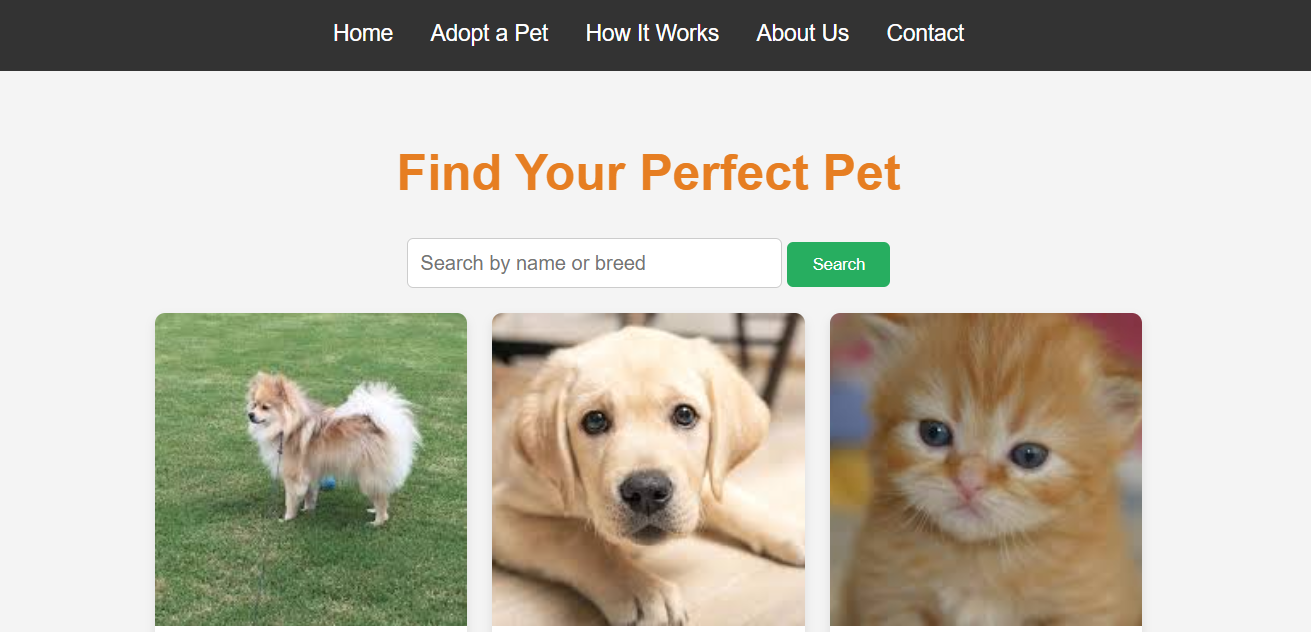 Home Adopt a Pet How It Works About Us Contact
Find Your Perfect Pet
Search by name or breed Search